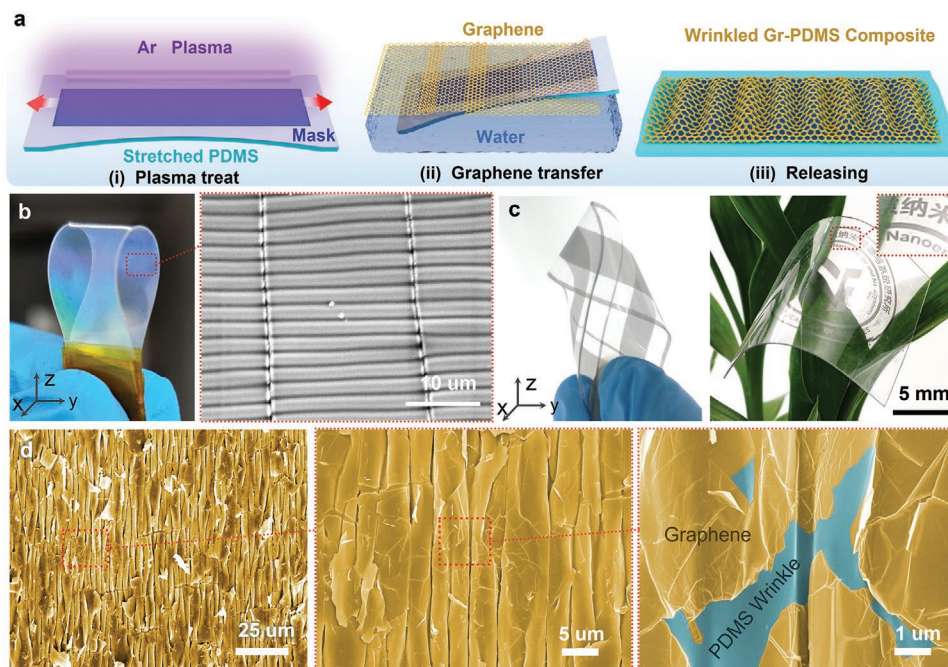 a
Ar Plasma
Mask
Stretched PDMS
(i) Plasma treat
Graphene
Water
(ii) Graphene transfer
Wrinkled Gr-PDMS Composite
(iii) Releasing
b
z
x
y
10 um
c
z
x
y
纳米
Nanoen
5 mm
d
25 um
5 um
Graphene
PDMS Wrinkle
1 um